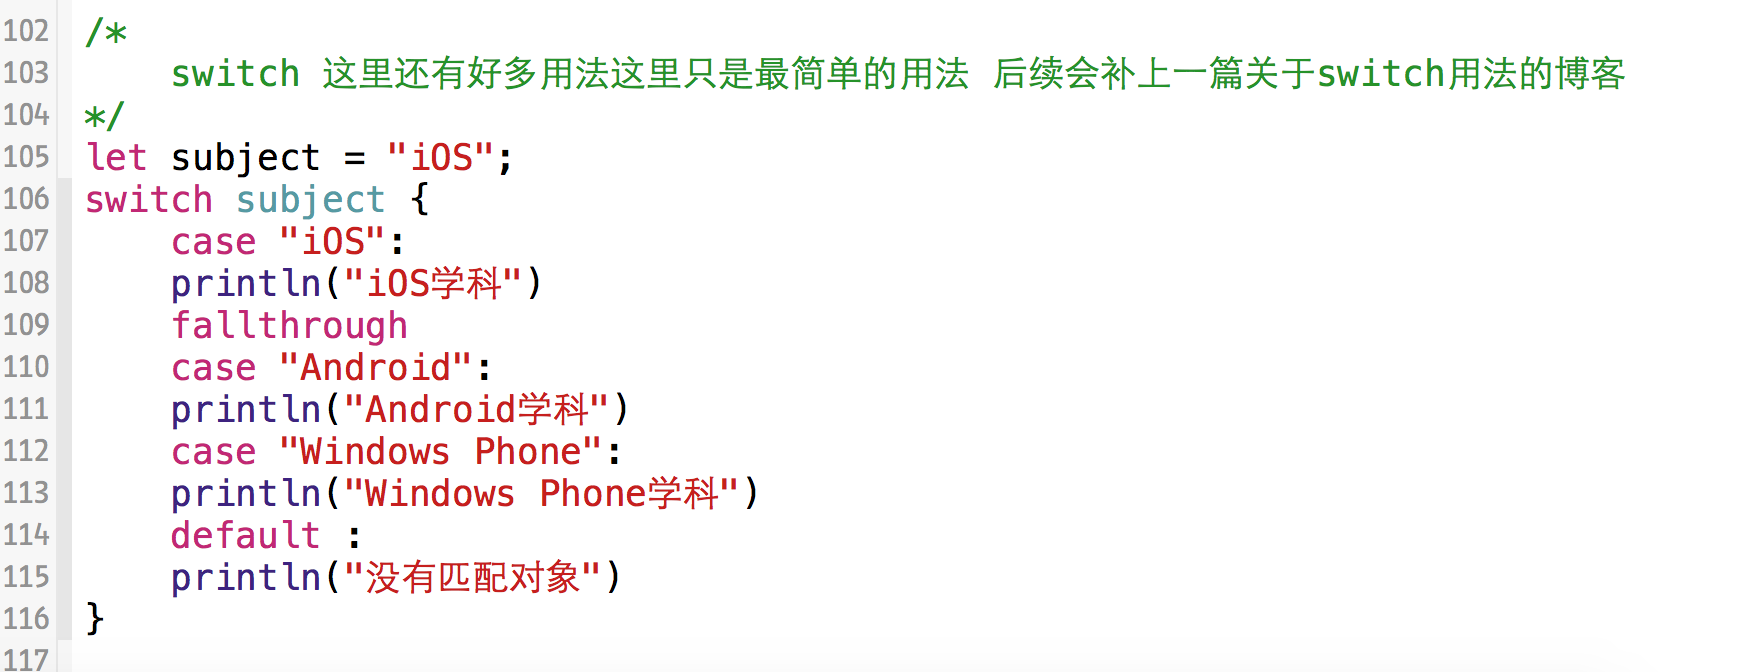 102 /*
103 switch 这里还有好多用法这里只是最简单的用法 后续会补上一篇关于switch用法的博客
104 */
105 let subject = "iOS";
106 switch subject {
107 case "iOS":
108 println("iOS学科")
109 fallthrough
110 case "Android":
111 println("Android学科")
112 case "Windows Phone":
113 println("Windows Phone学科")
114 default :
115 println("没有匹配对象")
116 }
117